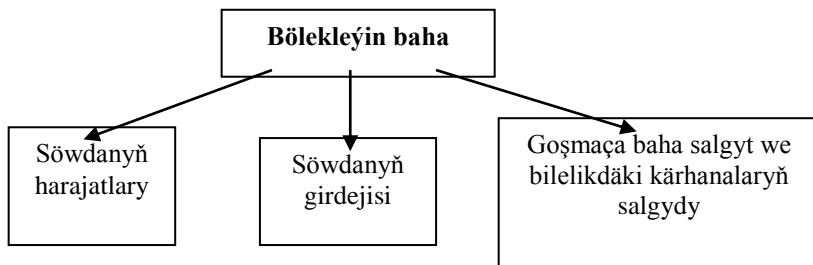 Bölekleýin baha
Söwdanyň
harajatlary
Söwdanyň
girdejisi
Goşmaça baha salgyt we
bilelikdäki kärhanalaryň
salgydy